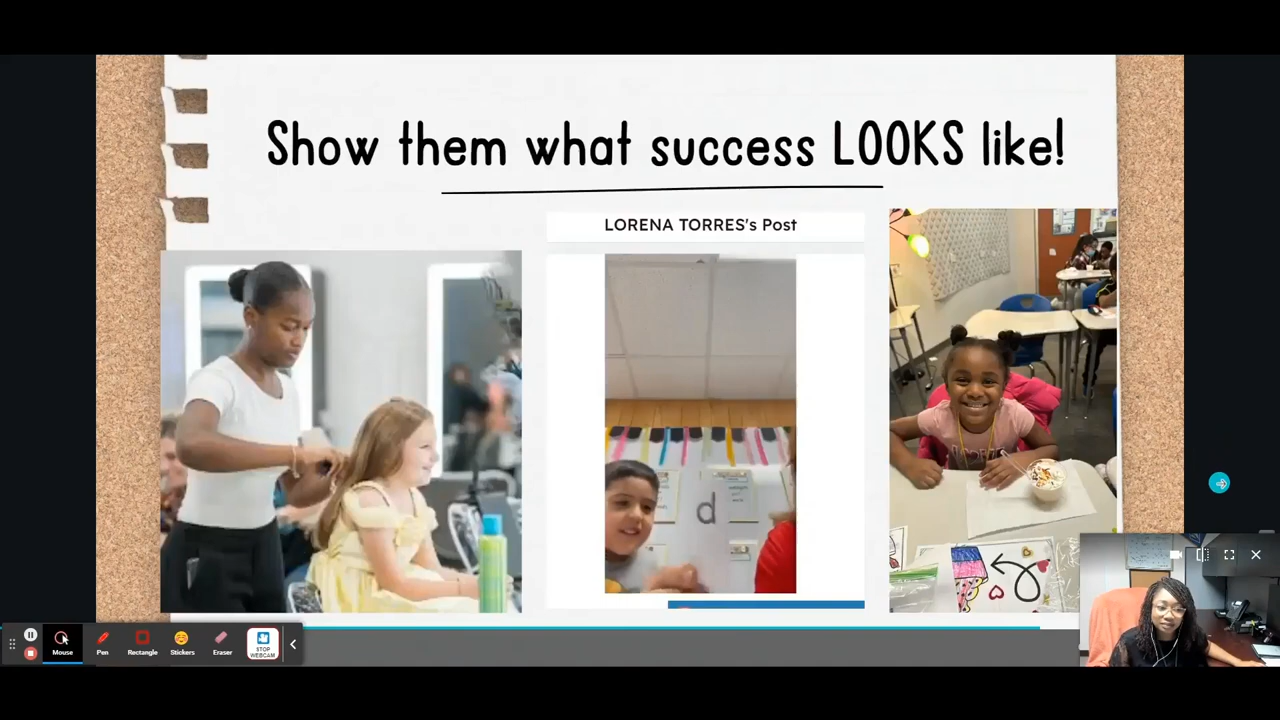 Show them what success LOOKS like!
LORENA TORRES's Post
d
Mouse
Pen
Rectangle
Stickers
Eraser
STOP
WEBCAM